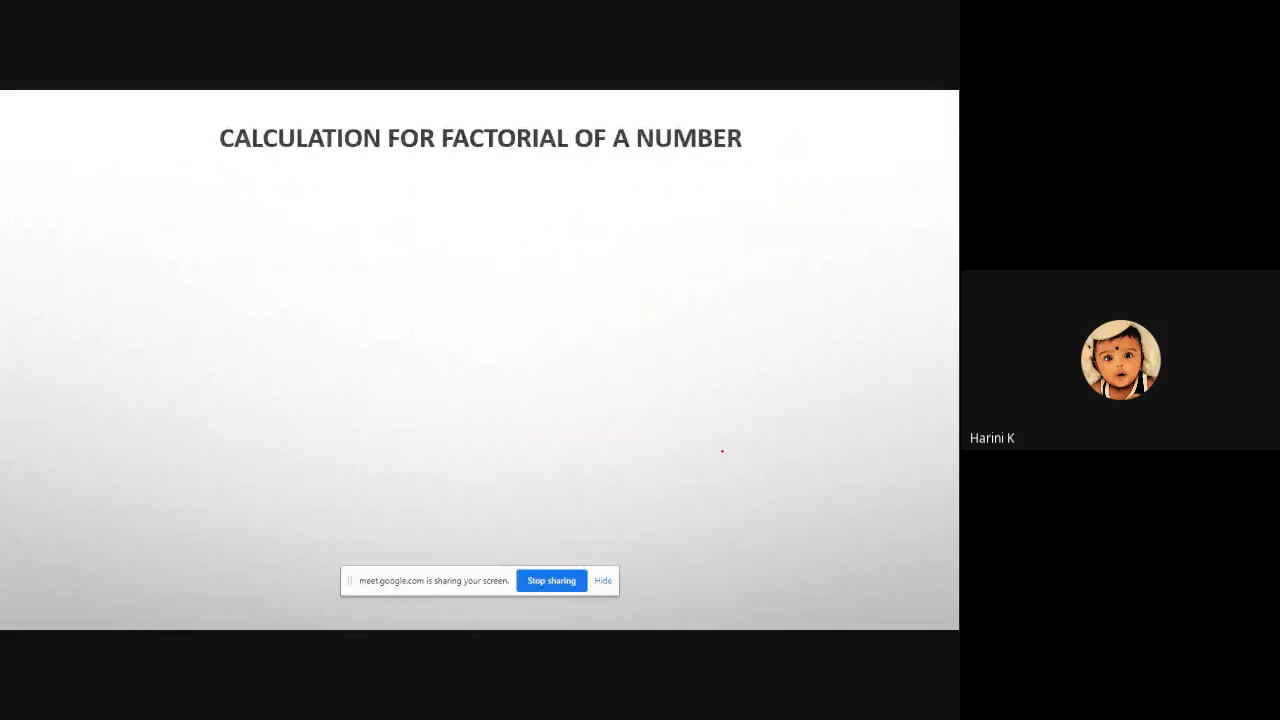 CALCULATION FOR FACTORIAL OF A NUMBER
Harini K
meet.google.com is sharing your screen. Stop sharing Hide